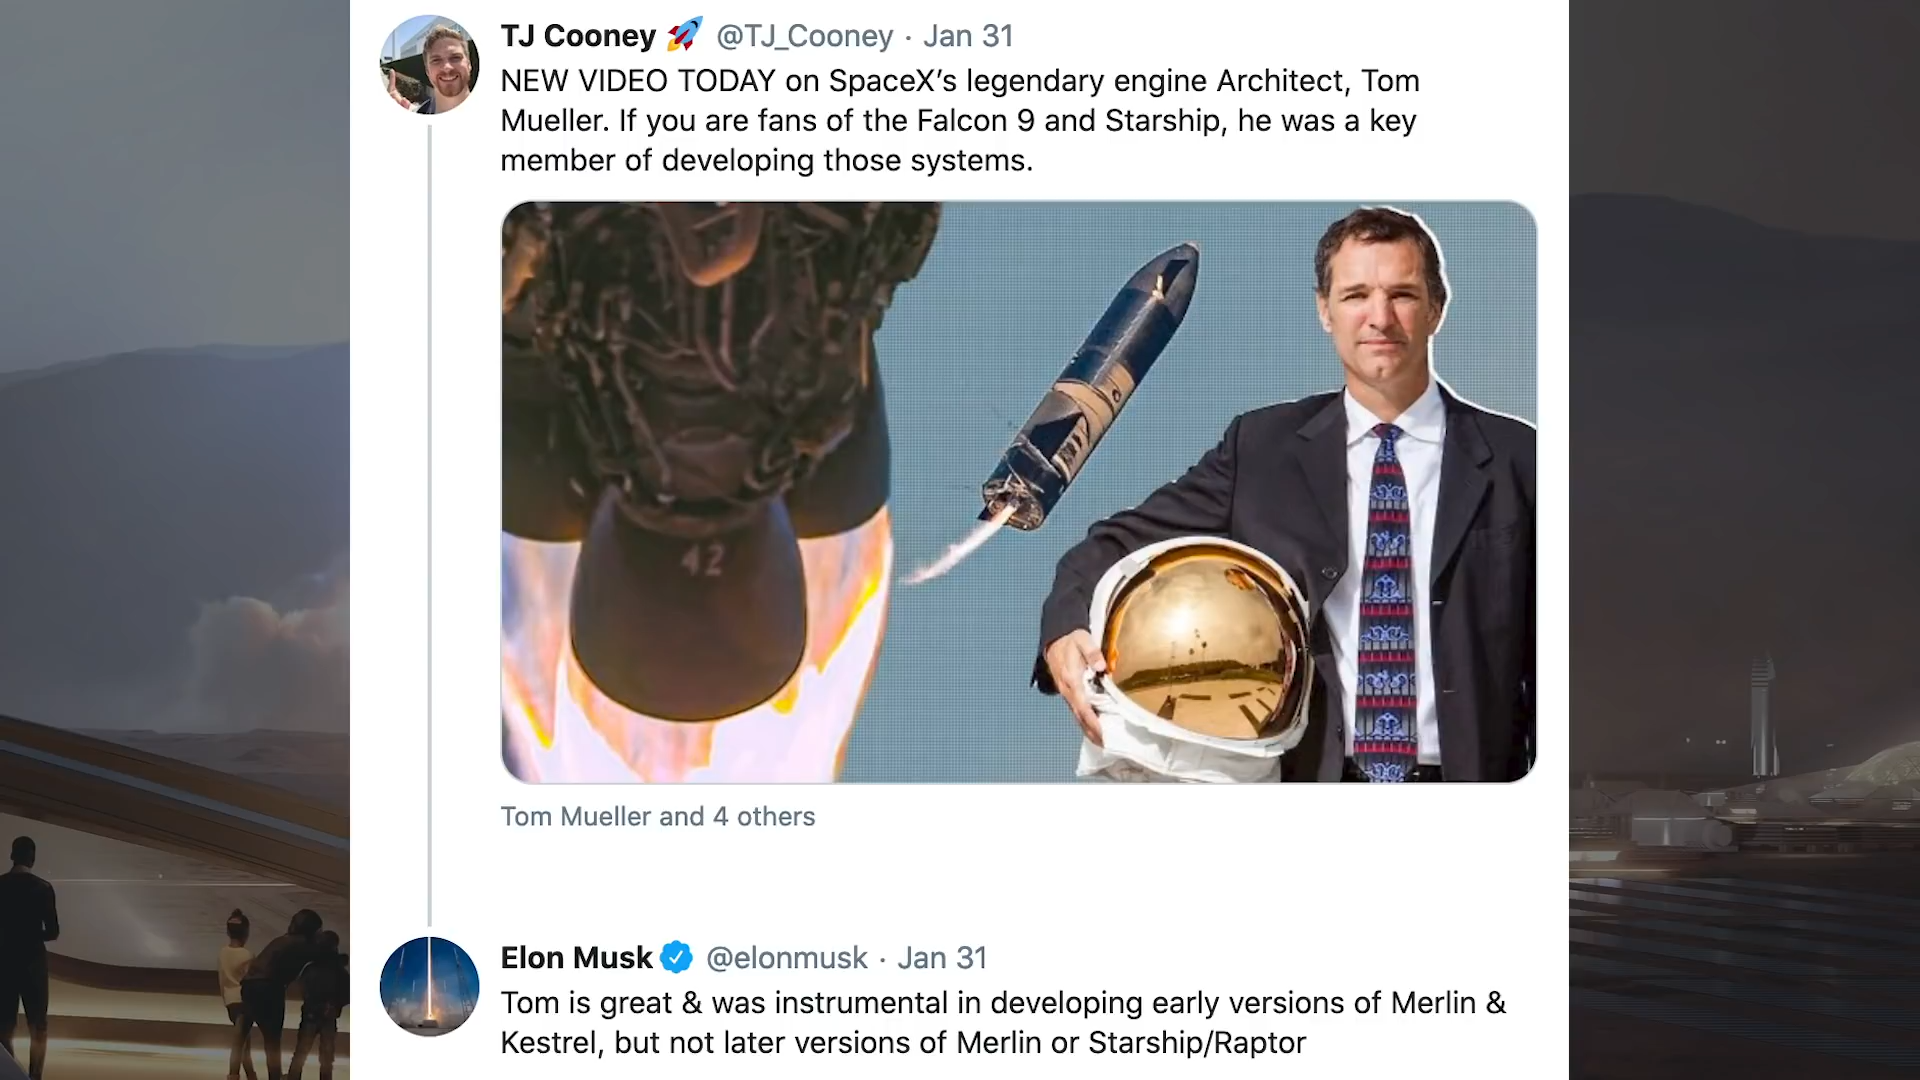 TJ Cooney 🚀 @TJ_Cooney · Jan 31
NEW VIDEO TODAY on SpaceX’s legendary engine Architect, Tom
Mueller. If you are fans of the Falcon 9 and Starship, he was a key
member of developing those systems.
42
Tom Mueller and 4 others
Elon Musk @elonmusk · Jan 31
Tom is great & was instrumental in developing early versions of Merlin &
Kestrel, but not later versions of Merlin or Starship/Raptor